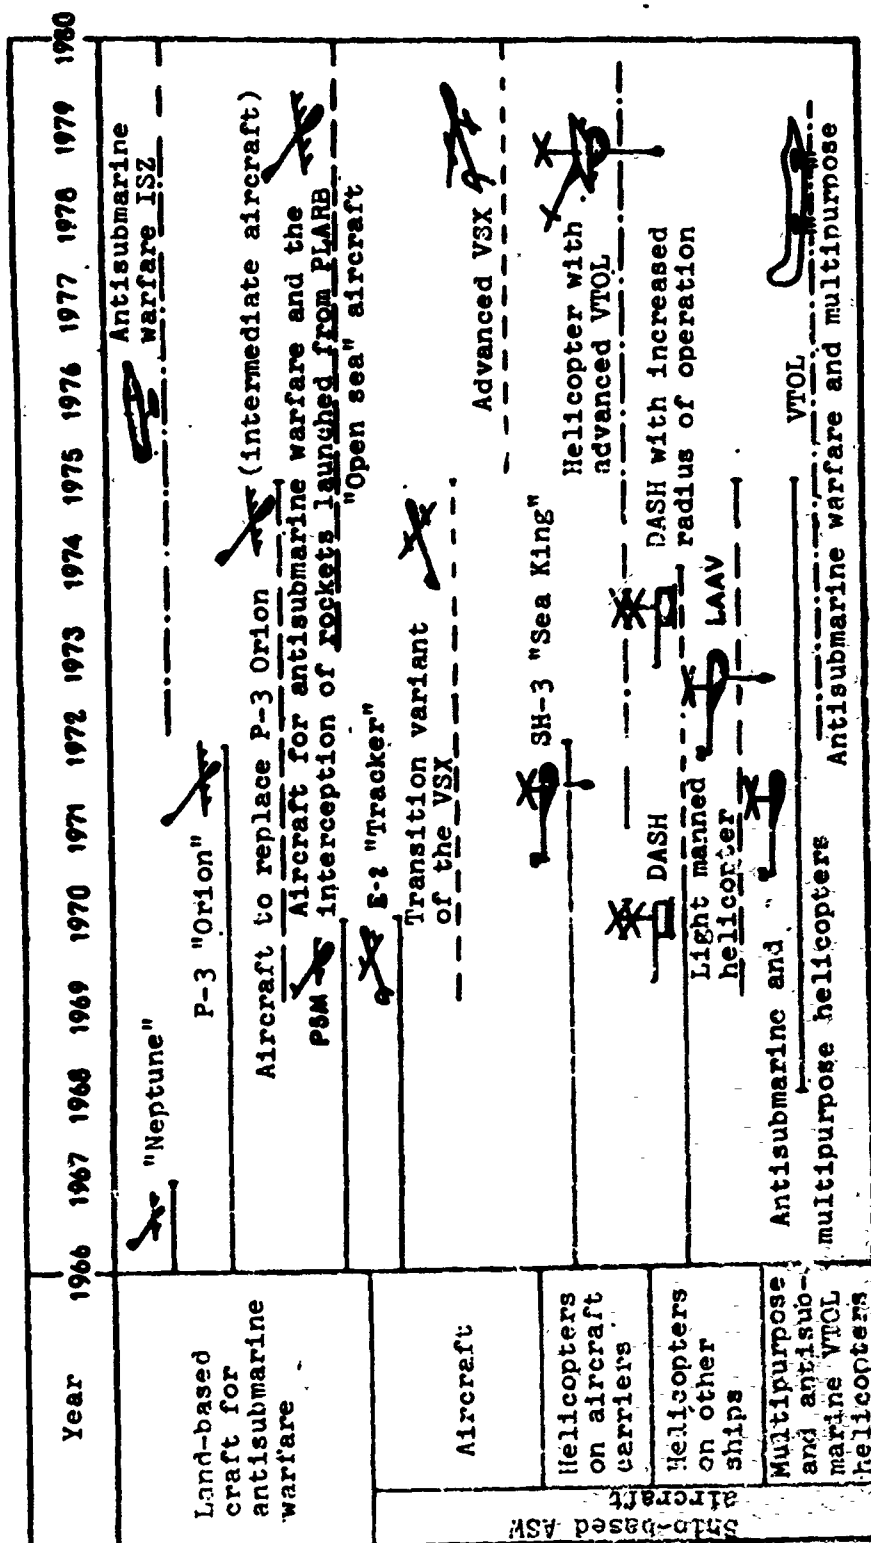 Year
1966 1967 1968 1969 1970 1971 1972 1973 1974 1975 1976 1977 1978 1979 1980
Land-based
craft for
antisubmarine
warfare
"Neptune"
Antisubmarine
warfare ISZ
P-3 "Orion"
Aircraft to replace P-3 Orion
(intermediate aircraft)
P5M
Aircraft for antisubmarine warfare and the
interception of rockets launched from PLARB
"Open sea" aircraft
Ship-based ASW
aircraft
Aircraft
E-2 "Tracker"
Transition variant
of the VSX
Advanced VSX
Helicopters
on aircraft
carriers
SH-3 "Sea King"
Helicopter with
advanced VTOL
Helicopters
on other
ships
DASH
DASH with increased
radius of operation
Light manned
helicopter
LAAV
Multipurpose
and antisub-
marine VTOL
helicopters
Antisubmarine and
multipurpose helicopters
VTOL
Antisubmarine warfare and multipurpose